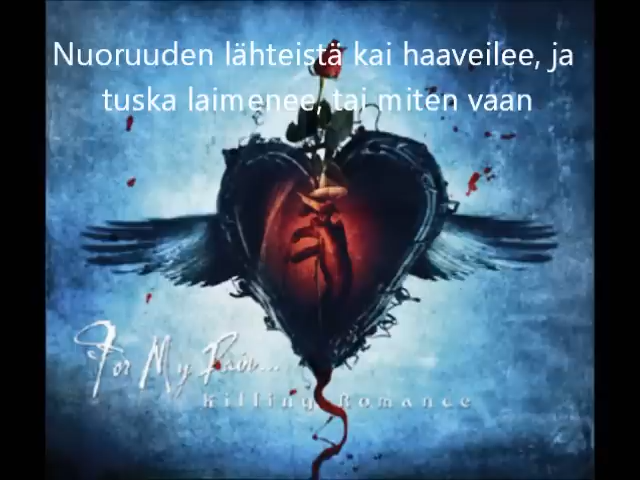 Nuoruuden lähteistä kai haaveilee, ja
tuska laimenee, tai miten vaan
For My Pain...
Killing Romance